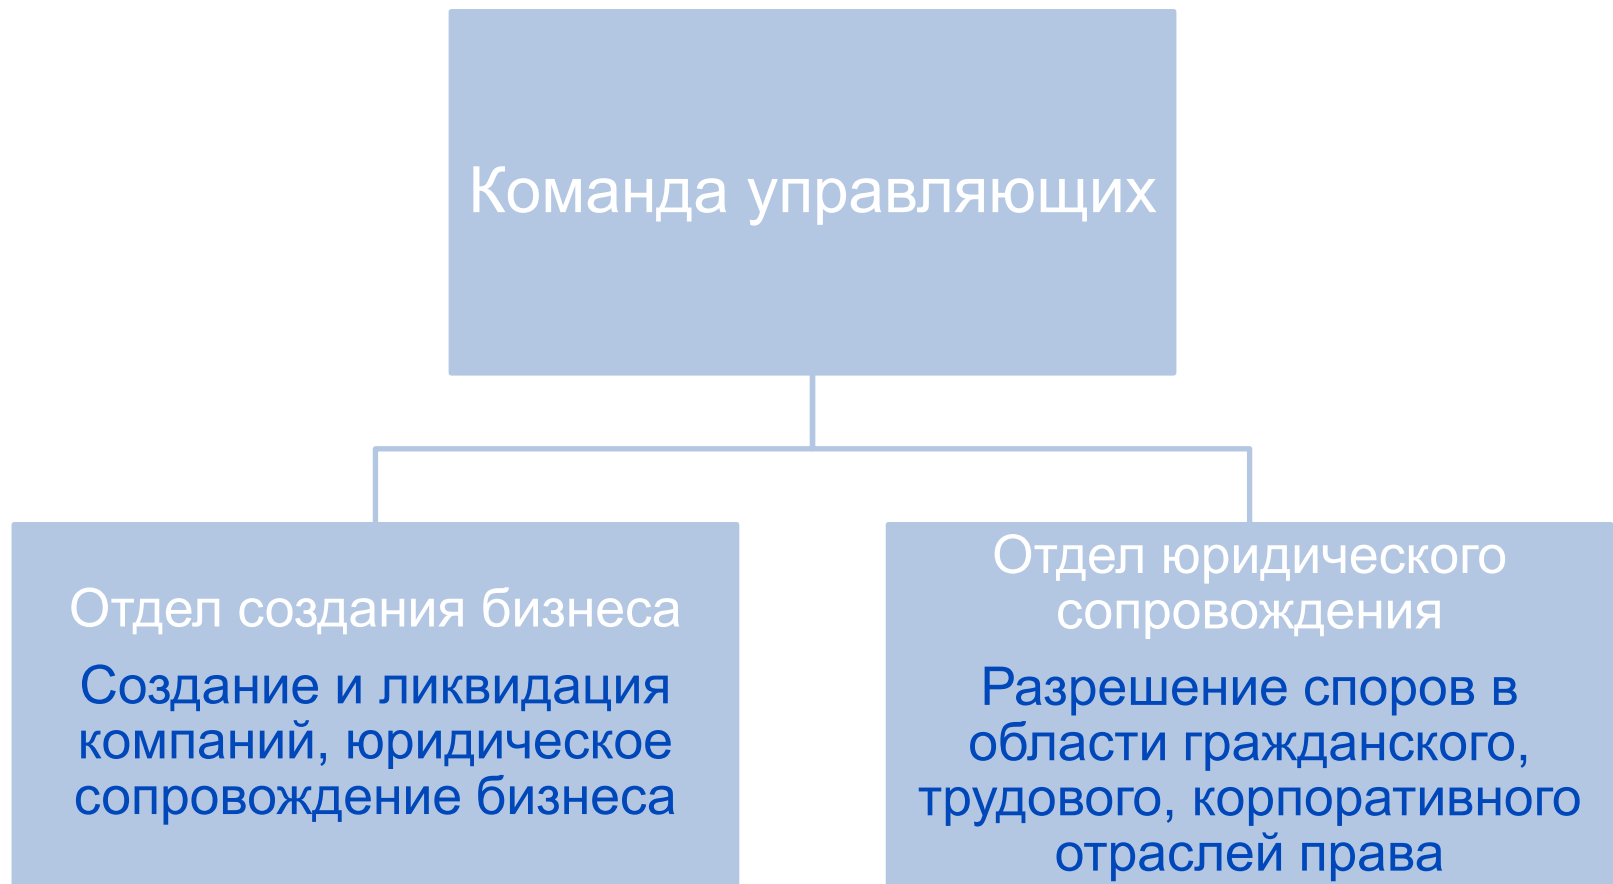 Команда управляющих
Отдел создания бизнеса
Создание и ликвидация
компаний, юридическое
сопровождение бизнеса
Отдел юридического
сопровождения
Разрешение споров в
области гражданского,
трудового, корпоративного
отраслей права